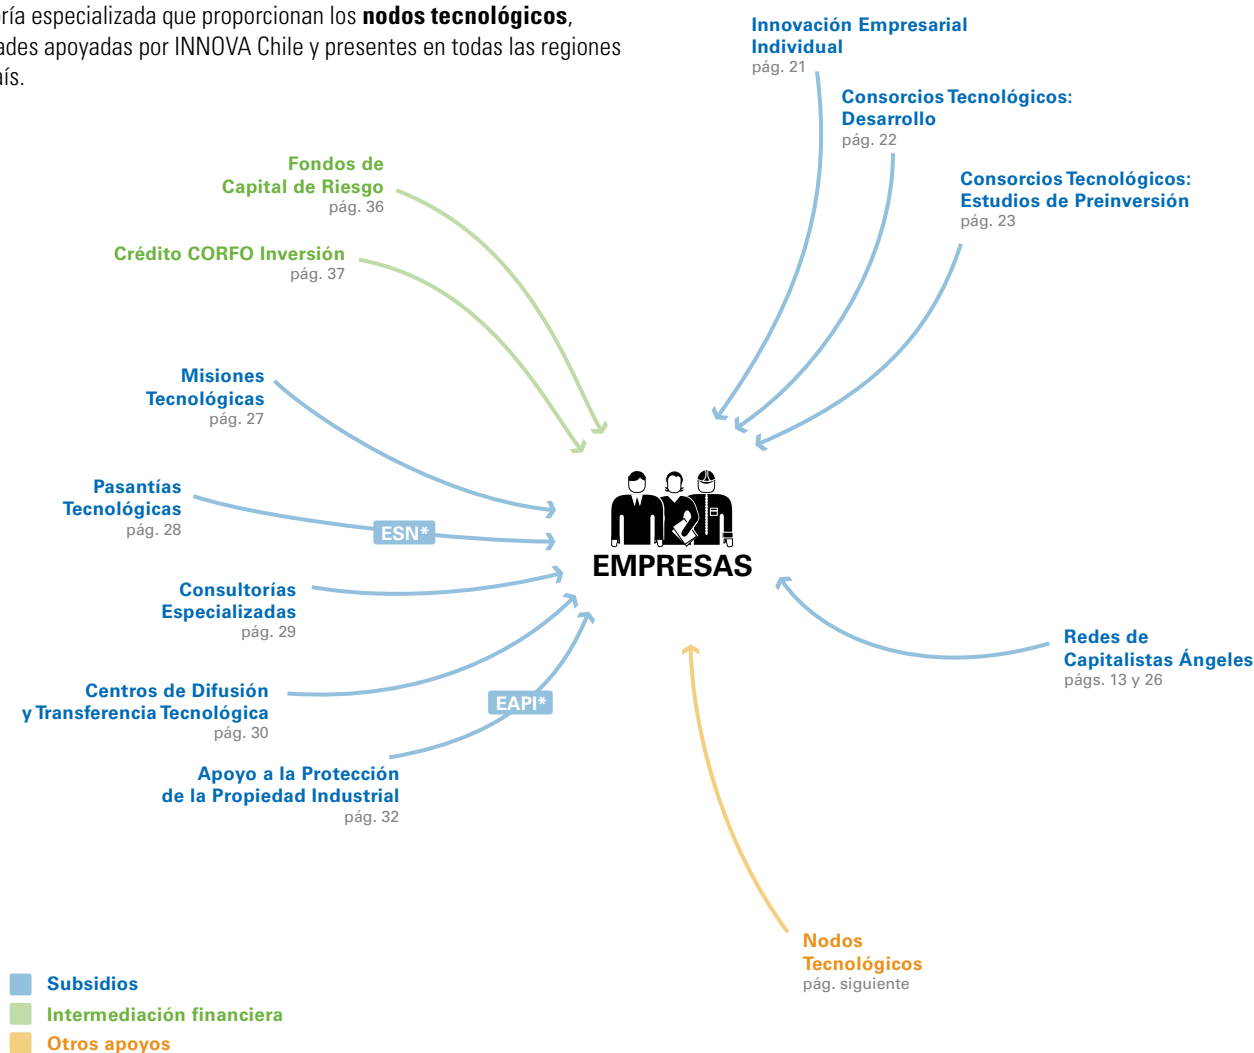 oría especializada que proporcionan los nodos tecnológicos,
ades apoyadas por INNOVA Chile y presentes en todas las regiones
aís.
Innovación Empresarial
Individual
pág. 21
Consorcios Tecnológicos:
Desarrollo
pág. 22
Consorcios Tecnológicos:
Estudios de Preinversión
pág. 23
Fondos de
Capital de Riesgo
pág. 36
Crédito CORFO Inversión
pág. 37
Misiones
Tecnológicas
pág. 27
Pasantías
Tecnológicas
pág. 28
ESN*
EMPRESAS
Consultorías
Especializadas
pág. 29
Redes de
Capitalistas Ángeles
págs. 13 y 26
Centros de Difusión
y Transferencia Tecnológica
pág. 30
EAPI*
Apoyo a la Protección
de la Propiedad Industrial
pág. 32
Nodos
Tecnológicos
pág. siguiente
Subsidios
Intermediación financiera
Otros apoyos